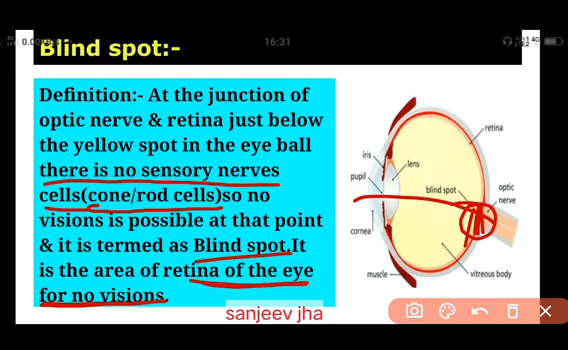 16:31
Blind spot:-
Definition:- At the junction of
optic nerve & retina just below
the yellow spot in the eye ball
there is no sensory nerves
cells(cone/rod cells)so no
visions is possible at that point
& it is termed as Blind spot.It
is the area of retina of the eye
for no visions.
sanjeev jha
retina
iris
lens
pupil
blind spot
optic
nerve
cornea
muscle
vitreous body